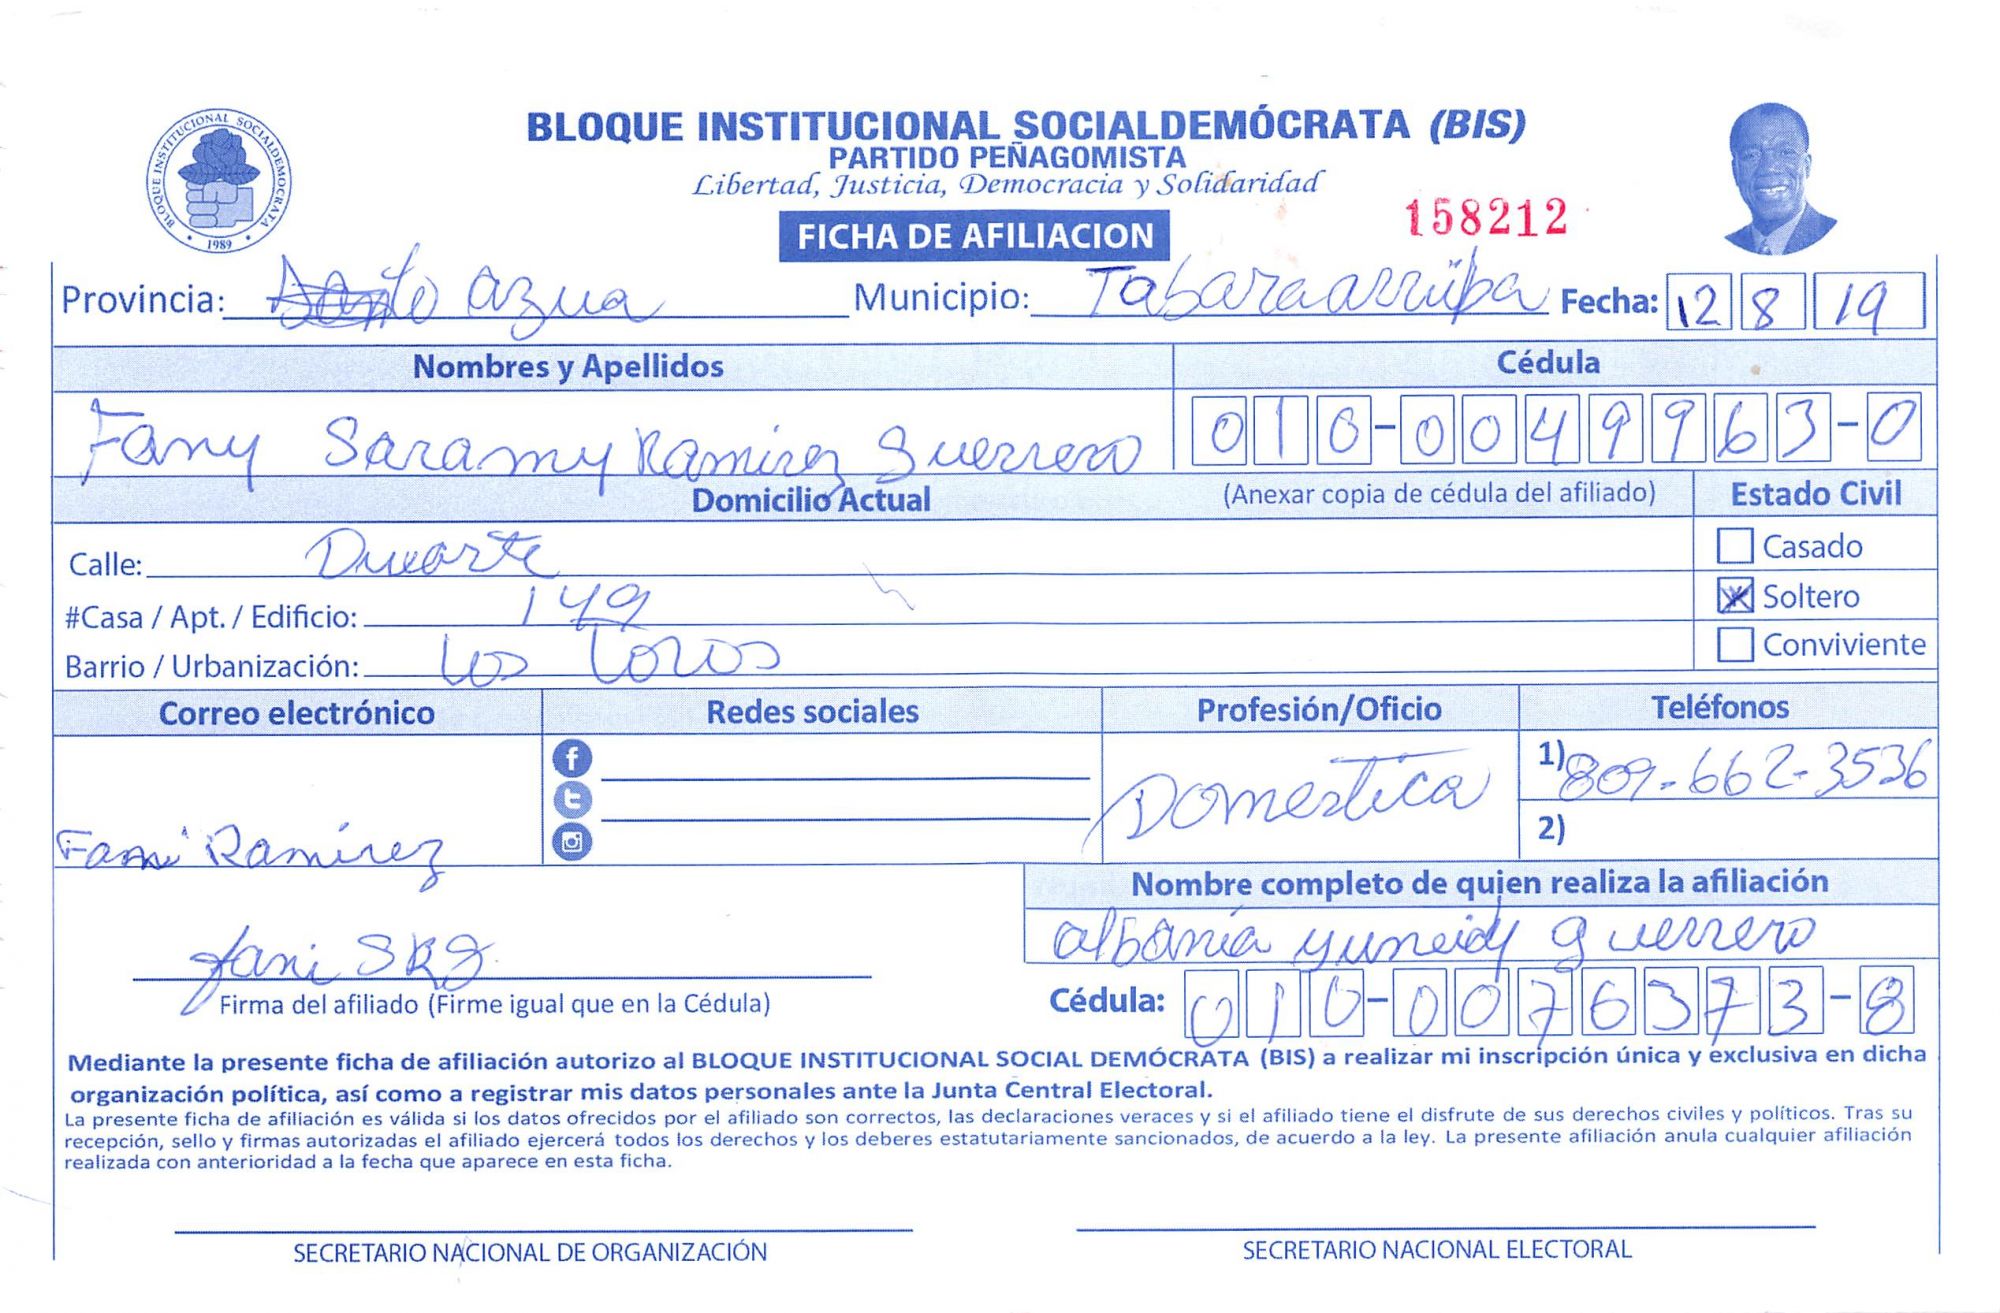 BLOQUE INSTITUCIONAL SOCIALDEMÓCRATA (BIS)
PARTIDO PEÑAGOMISTA
Libertad, Justicia, Democracia y Solidaridad
BLOQUE INSTITUCIONAL SOCIALDEMOCRATA
1989
158212
FICHA DE AFILIACION
Provincia: Azua Municipio: Tabaraarriba Fecha: 12 8 19
Nombres y Apellidos Cédula
Fany Saramy Ramirez Guerrero 010-0049963-0
Domicilio Actual (Anexar copia de cédula del afiliado) Estado Civil
Calle: Duarte Casado
#Casa / Apt. / Edificio: 149 Soltero
Barrio / Urbanización: Los Toros Conviviente
Correo electrónico Redes sociales Profesión/Oficio Teléfonos
Domestica 1) 809-662-3536
2)
Fani Ramirez
Nombre completo de quien realiza la afiliación
albania yuneidy guerrero
fani SRG
Firma del afiliado (Firme igual que en la Cédula) Cédula: 010-0076373-8
Mediante la presente ficha de afiliación autorizo al BLOQUE INSTITUCIONAL SOCIAL DEMÓCRATA (BIS) a realizar mi inscripción única y exclusiva en dicha
organización política, así como a registrar mis datos personales ante la Junta Central Electoral.
La presente ficha de afiliación es válida si los datos ofrecidos por el afiliado son correctos, las declaraciones veraces y si el afiliado tiene el disfrute de sus derechos civiles y políticos. Tras su
recepción, sello y firmas autorizadas el afiliado ejercerá todos los derechos y los deberes estatutariamente sancionados, de acuerdo a la ley. La presente afiliación anula cualquier afiliación
realizada con anterioridad a la fecha que aparece en esta ficha.
SECRETARIO NACIONAL DE ORGANIZACIÓN SECRETARIO NACIONAL ELECTORAL